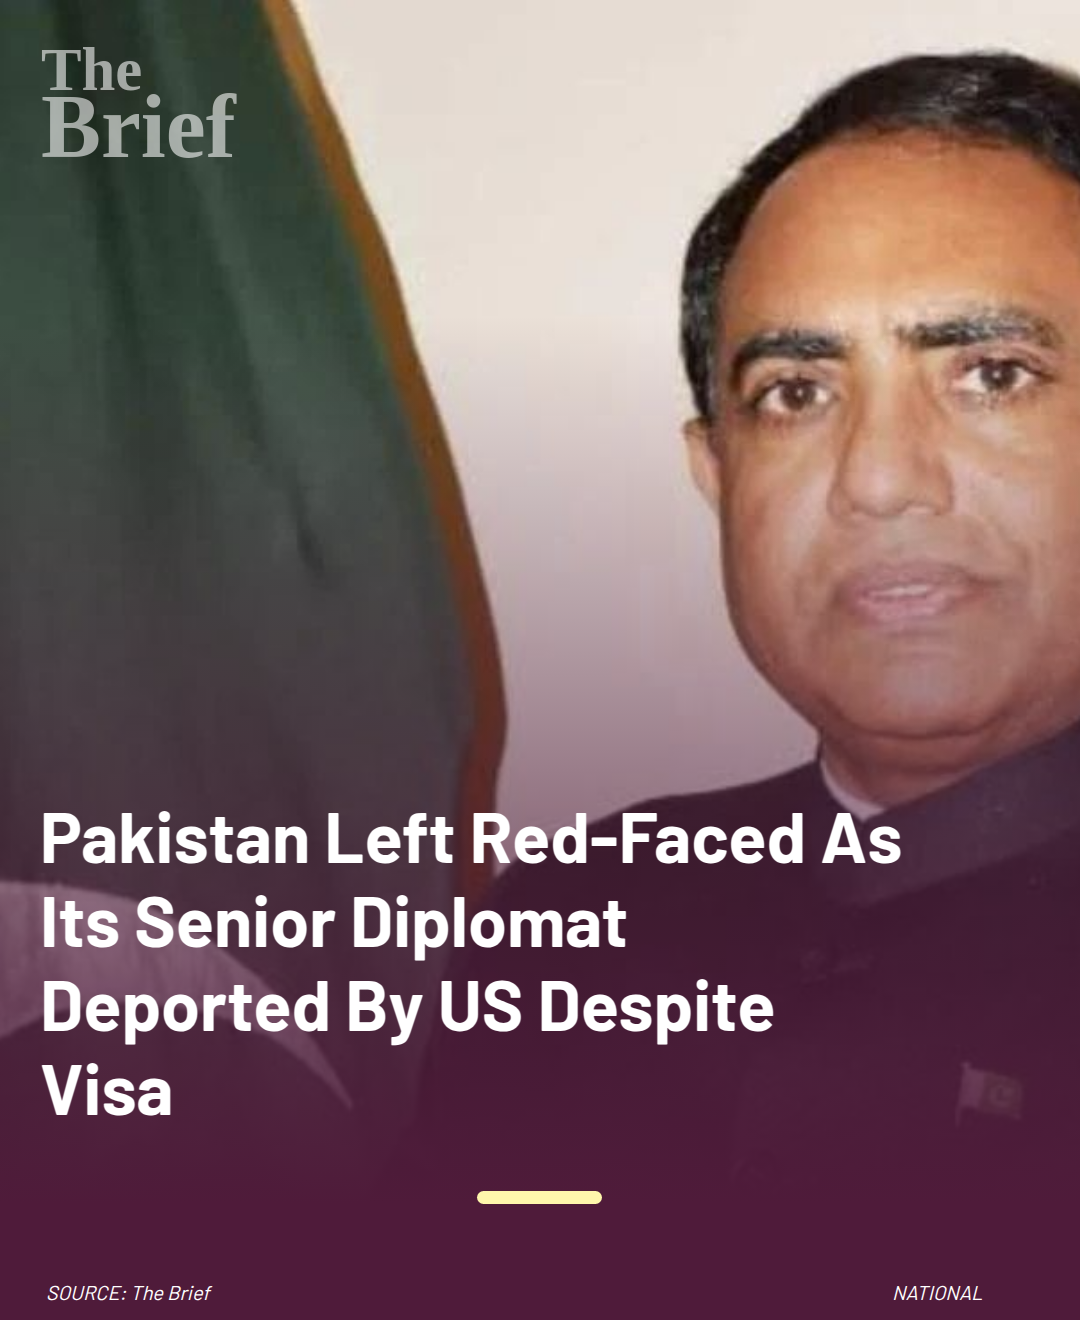 The
Brief
Pakistan Left Red-Faced As
Its Senior Diplomat
Deported By US Despite
Visa
SOURCE: The Brief
NATIONAL